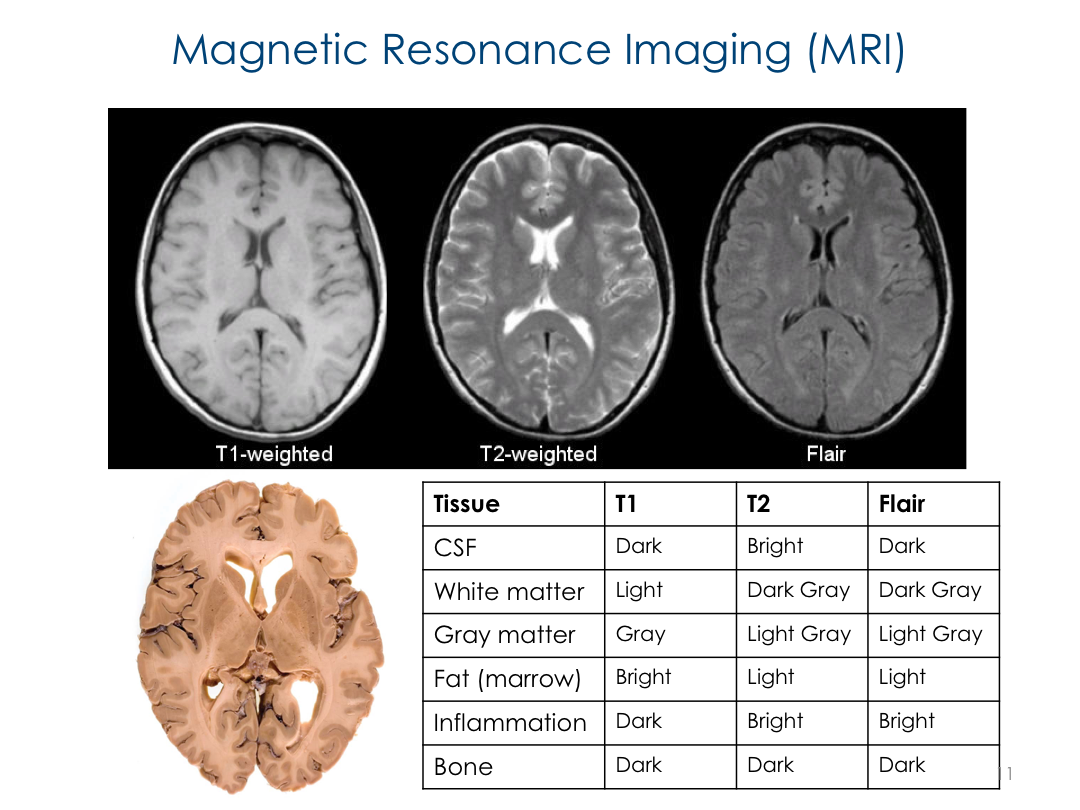 Magnetic Resonance Imaging (MRI)
T1-weighted T2-weighted Flair
Tissue T1 T2 Flair
CSF Dark Bright Dark
White matter Light Dark Gray Dark Gray
Gray matter Gray Light Gray Light Gray
Fat (marrow) Bright Light Light
Inflammation Dark Bright Bright
Bone Dark Dark Dark
11